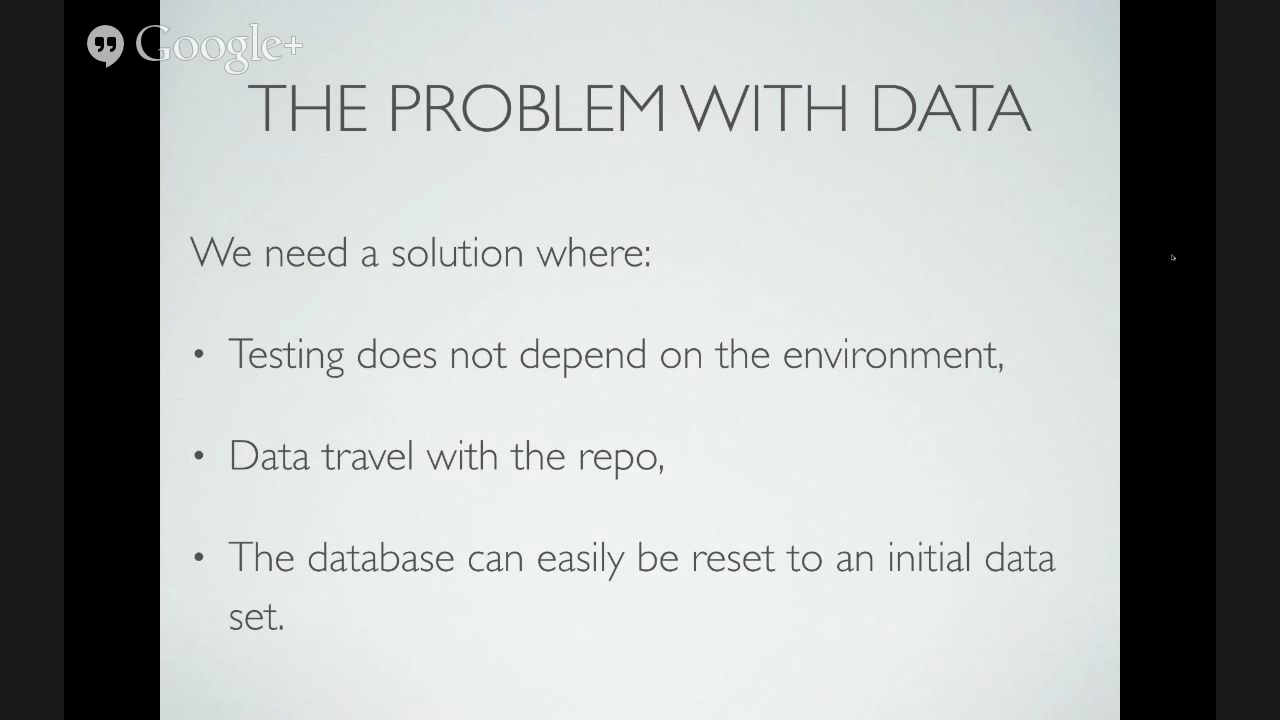 Google+
THE PROBLEM WITH DATA
We need a solution where:
• Testing does not depend on the environment,
• Data travel with the repo,
• The database can easily be reset to an initial data
set.